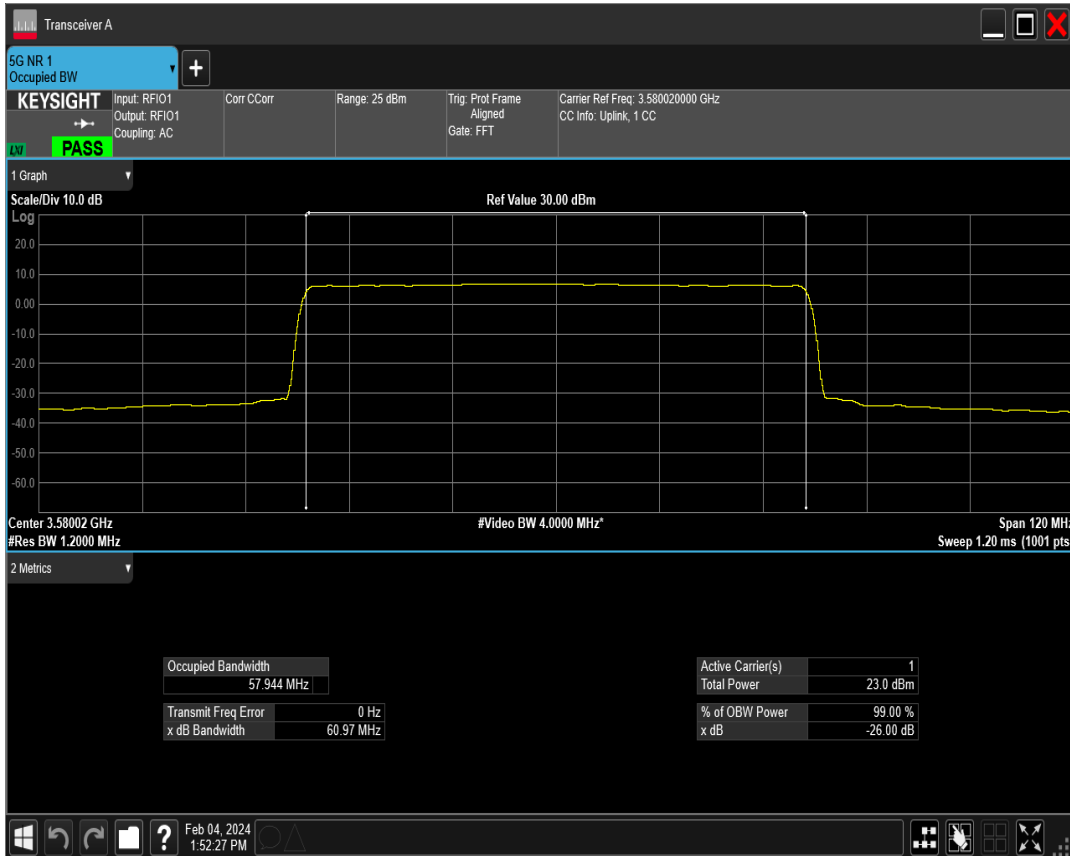 Transceiver A
5G NR 1
Occupied BW
+
KEYSIGHT
LXI
PASS
Input: RFIO1
Output: RFIO1
Coupling: AC
Corr CCorr
Range: 25 dBm
Trig: Prot Frame
Aligned
Gate: FFT
Carrier Ref Freq: 3.580020000 GHz
CC Info: Uplink, 1 CC
1 Graph
Scale/Div 10.0 dB
Ref Value 30.00 dBm
Log
20.0
10.0
0.00
-10.0
-20.0
-30.0
-40.0
-50.0
-60.0
Center 3.58002 GHz
#Video BW 4.0000 MHz*
Span 120 MHz
#Res BW 1.2000 MHz
Sweep 1.20 ms (1001 pts
2 Metrics
Occupied Bandwidth
57.944 MHz
Transmit Freq Error 0 Hz
x dB Bandwidth 60.97 MHz
Active Carrier(s) 1
Total Power 23.0 dBm
% of OBW Power 99.00 %
x dB -26.00 dB
?
Feb 04, 2024
1:52:27 PM